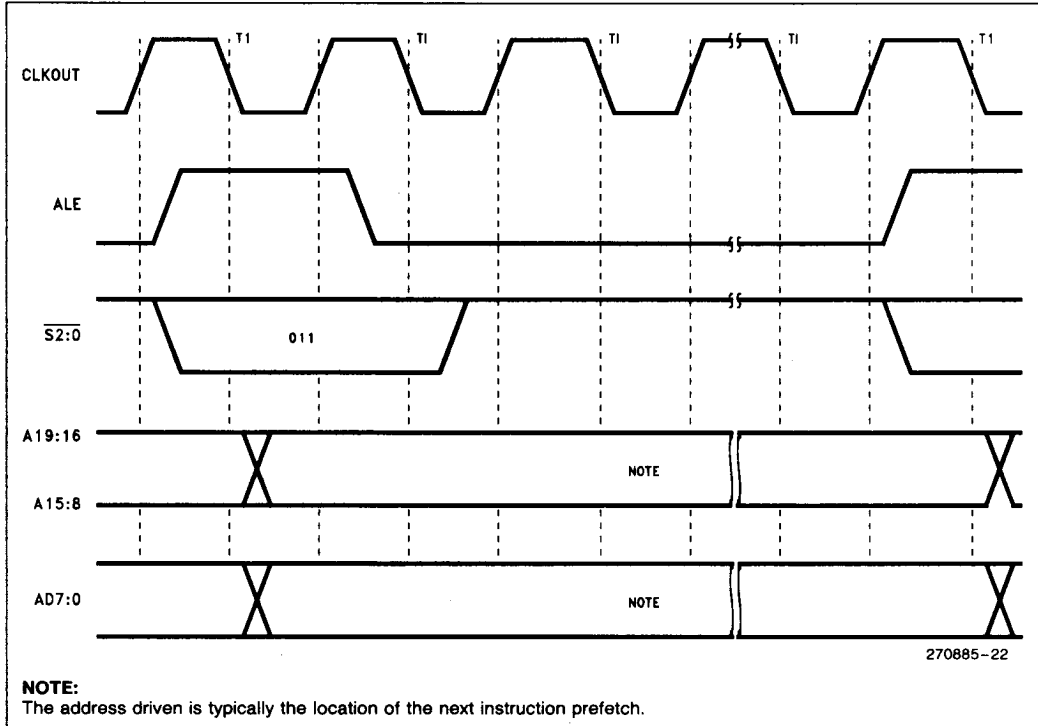 T1 TI TI TI T1
CLKOUT
ALE
S2:0
011
A19:16
NOTE
A15:8
AD7:0
NOTE
270885-22
NOTE:
The address driven is typically the location of the next instruction prefetch.